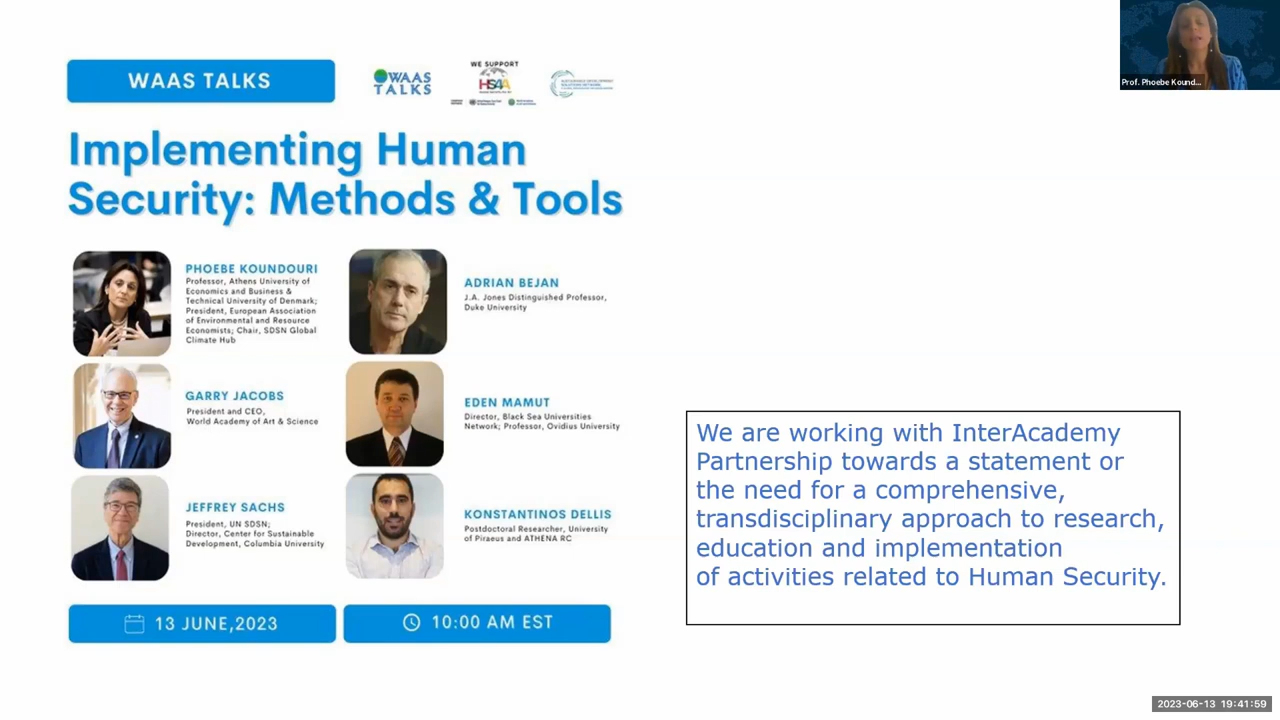 Prof. Phoebe Kound...
WAAS TALKS
WAAS
TALKS
WE SUPPORT
HS4A
Implementing Human
Security: Methods & Tools
PHOEBE KOUNDOURI
Professor, Athens University of
Economics and Business &
Technical University of Denmark;
President, European Association
of Environmental and Resource
Economists; Chair, SDSN Global
Climate Hub
ADRIAN BEJAN
J.A. Jones Distinguished Professor,
Duke University
GARRY JACOBS
President and CEO,
World Academy of Art & Science
EDEN MAMUT
Director, Black Sea Universities
Network; Professor, Ovidius University
JEFFREY SACHS
President, UN SDSN;
Director, Center for Sustainable
Development, Columbia University
KONSTANTINOS DELLIS
Postdoctoral Researcher, University
of Piraeus and ATHENA RC
13 JUNE,2023
10:00 AM EST
We are working with InterAcademy
Partnership towards a statement or
the need for a comprehensive,
transdisciplinary approach to research,
education and implementation
of activities related to Human Security.
2023-06-13 19:41:59